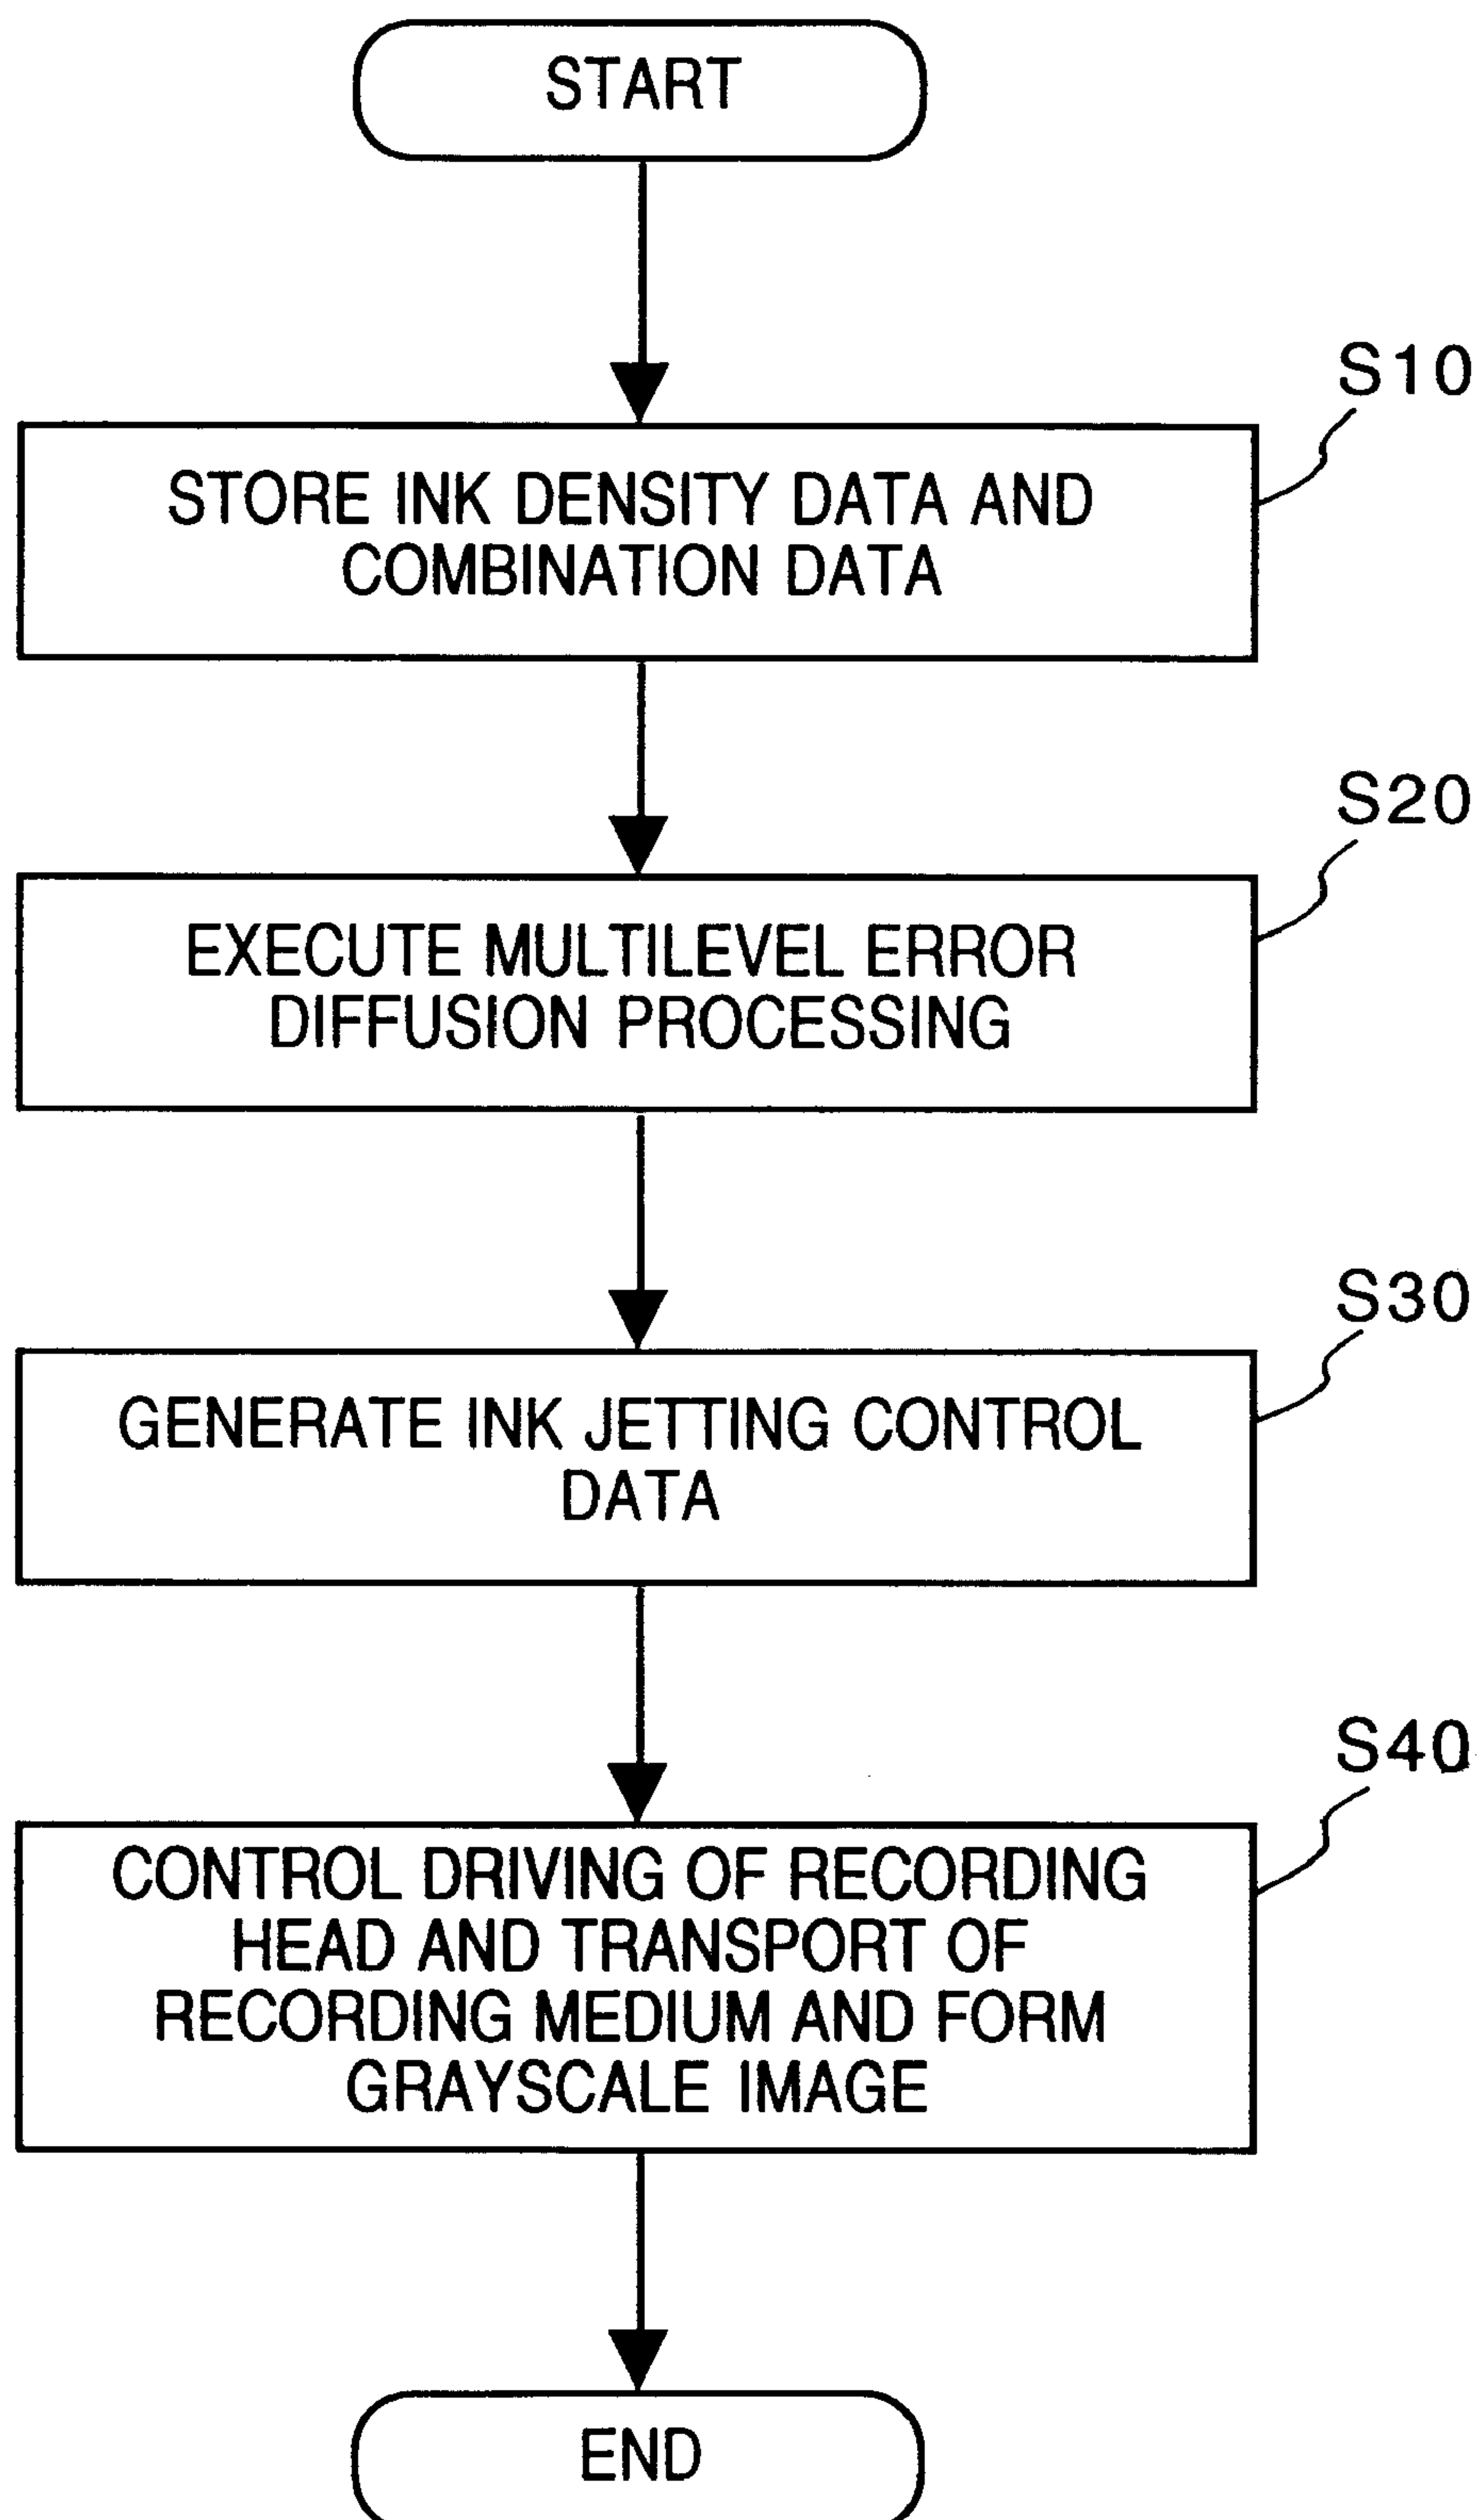 START
S10
STORE INK DENSITY DATA AND
COMBINATION DATA
S20
EXECUTE MULTILEVEL ERROR
DIFFUSION PROCESSING
S30
GENERATE INK JETTING CONTROL
DATA
S40
CONTROL DRIVING OF RECORDING
HEAD AND TRANSPORT OF
RECORDING MEDIUM AND FORM
GRAYSCALE IMAGE
END